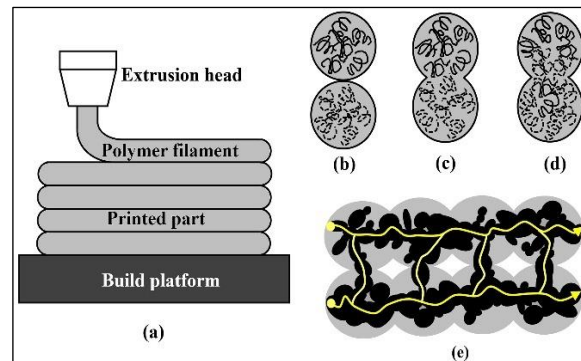 Extrusion head
Polymer filament
Printed part
Build platform
(a)
(b)
(c)
(d)
(e)